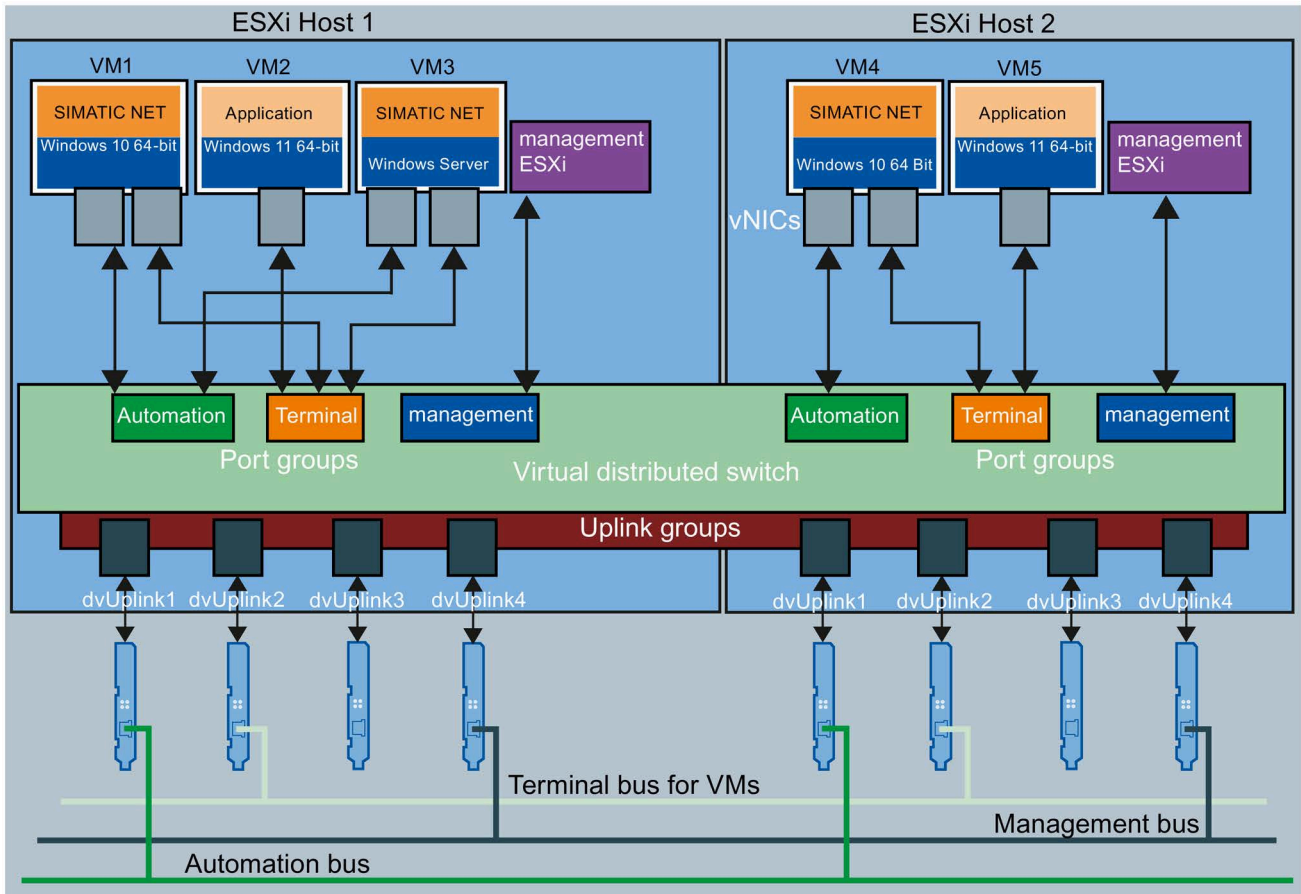 ESXi Host 1
ESXi Host 2
VM1
VM2
VM3
VM4
VM5
SIMATIC NET
Windows 10 64-bit
Application
Windows 11 64-bit
SIMATIC NET
Windows Server
management
ESXi
SIMATIC NET
Windows 10 64 Bit
Application
Windows 11 64-bit
management
ESXi
vNICs
Automation
Terminal
management
Automation
Terminal
management
Port groups
Virtual distributed switch
Port groups
Uplink groups
dvUplink1
dvUplink2
dvUplink3
dvUplink4
dvUplink1
dvUplink2
dvUplink3
dvUplink4
Terminal bus for VMs
Management bus
Automation bus